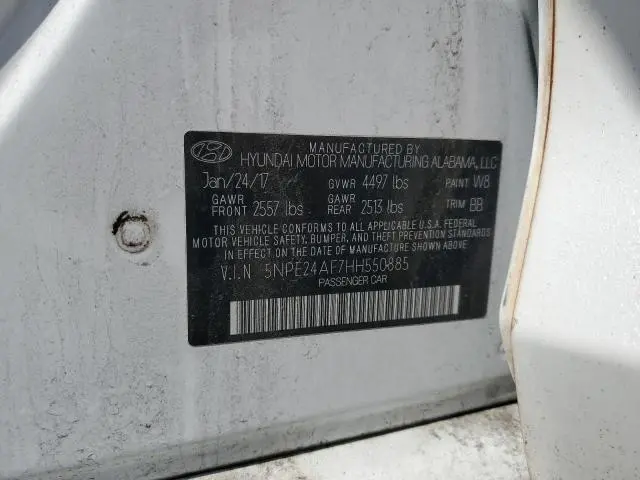 MANUFACTURED BY
HYUNDAI MOTOR MANUFACTURING ALABAMA, LLC
Jan/24/17 GVWR 4497 lbs PAINT W8
GAWR FRONT 2557 lbs GAWR REAR 2513 lbs TRIM BB
THIS VEHICLE CONFORMS TO ALL APPLICABLE U.S.A. FEDERAL
MOTOR VEHICLE SAFETY, BUMPER, AND THEFT PREVENTION STANDARDS
IN EFFECT ON THE DATE OF MANUFACTURE SHOWN ABOVE.
V.I.N 5NPE24AF7HH550885
PASSENGER CAR